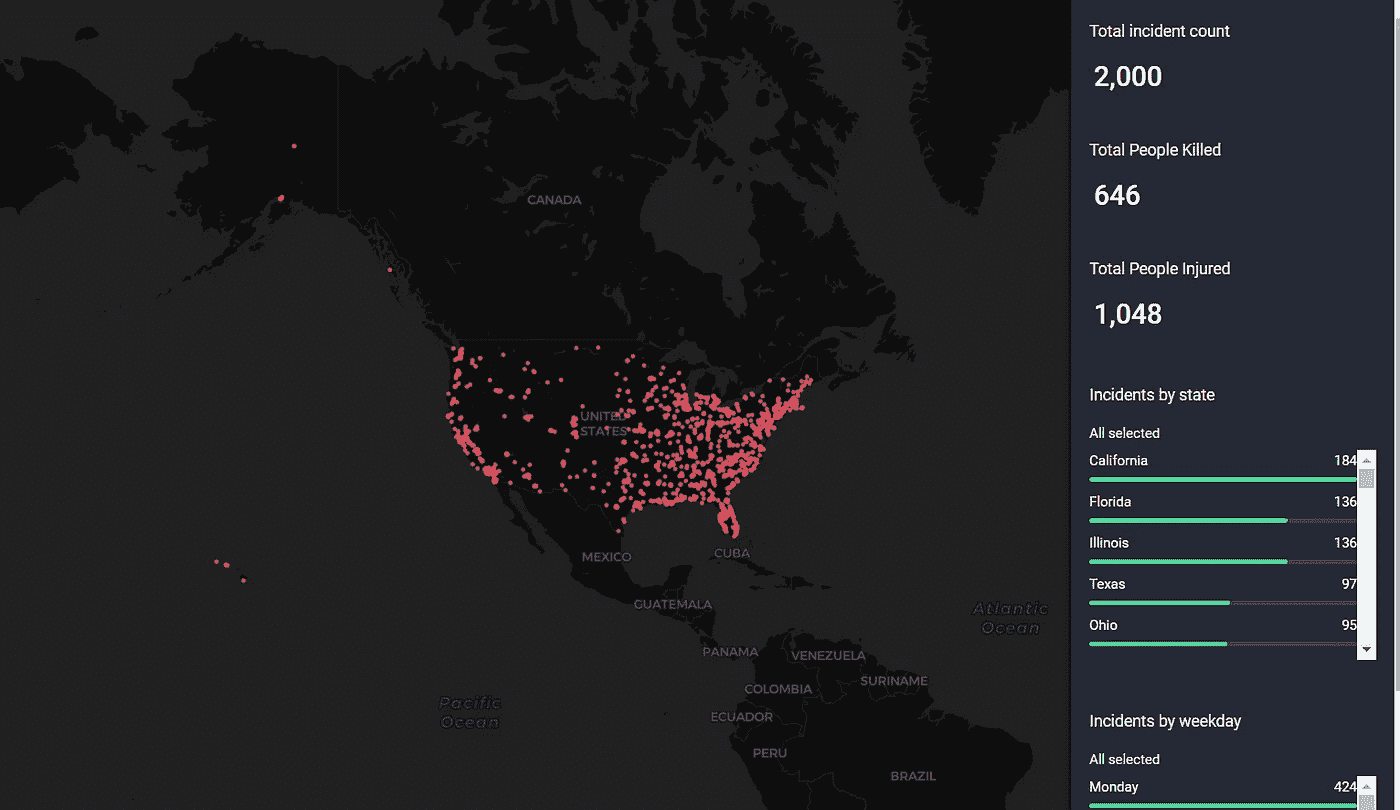 CANADA
UNITED
STATES
MEXICO
CUBA
GUATEMALA
Atlantic
Ocean
PANAMA
VENEZUELA
COLOMBIA
SURINAME
Pacific
Ocean
ECUADOR
PERU
BRAZIL
Total incident count
2,000
Total People Killed
646
Total People Injured
1,048
Incidents by state
All selected
California 184
Florida 136
Illinois 136
Texas 97
Ohio 95
Incidents by weekday
All selected
Monday 424